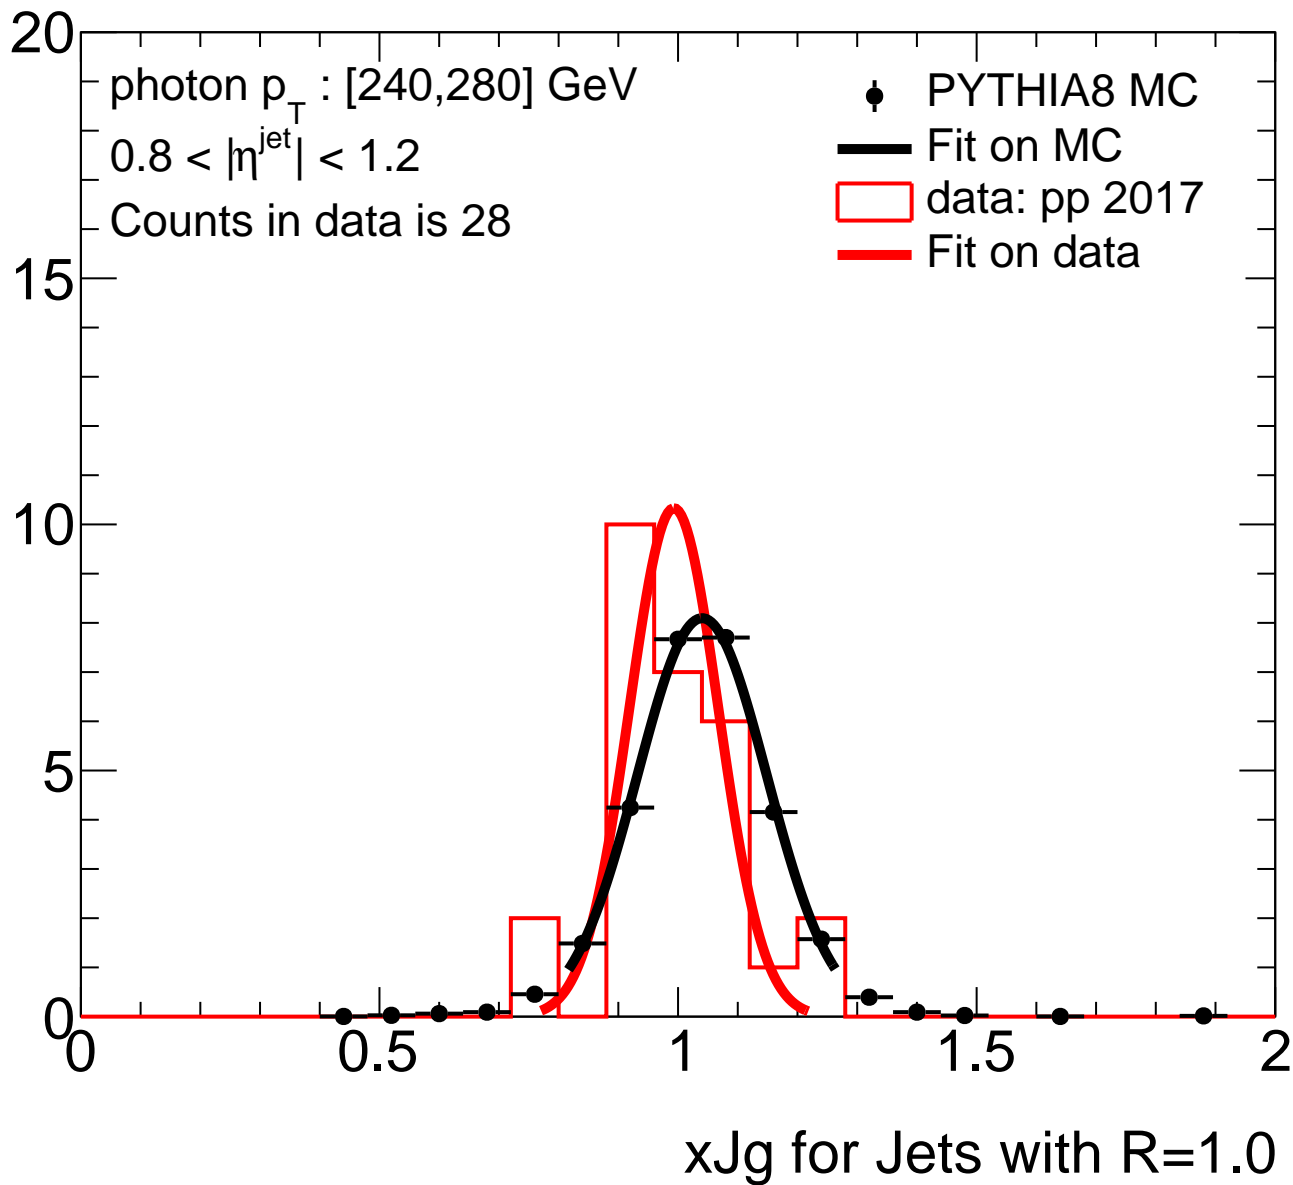 20
15
10
5
0
photon p_T : [240,280] GeV
0.8 < |η^jet| < 1.2
Counts in data is 28
PYTHIA8 MC
Fit on MC
data: pp 2017
Fit on data
0 0.5 1 1.5 2
xJg for Jets with R=1.0